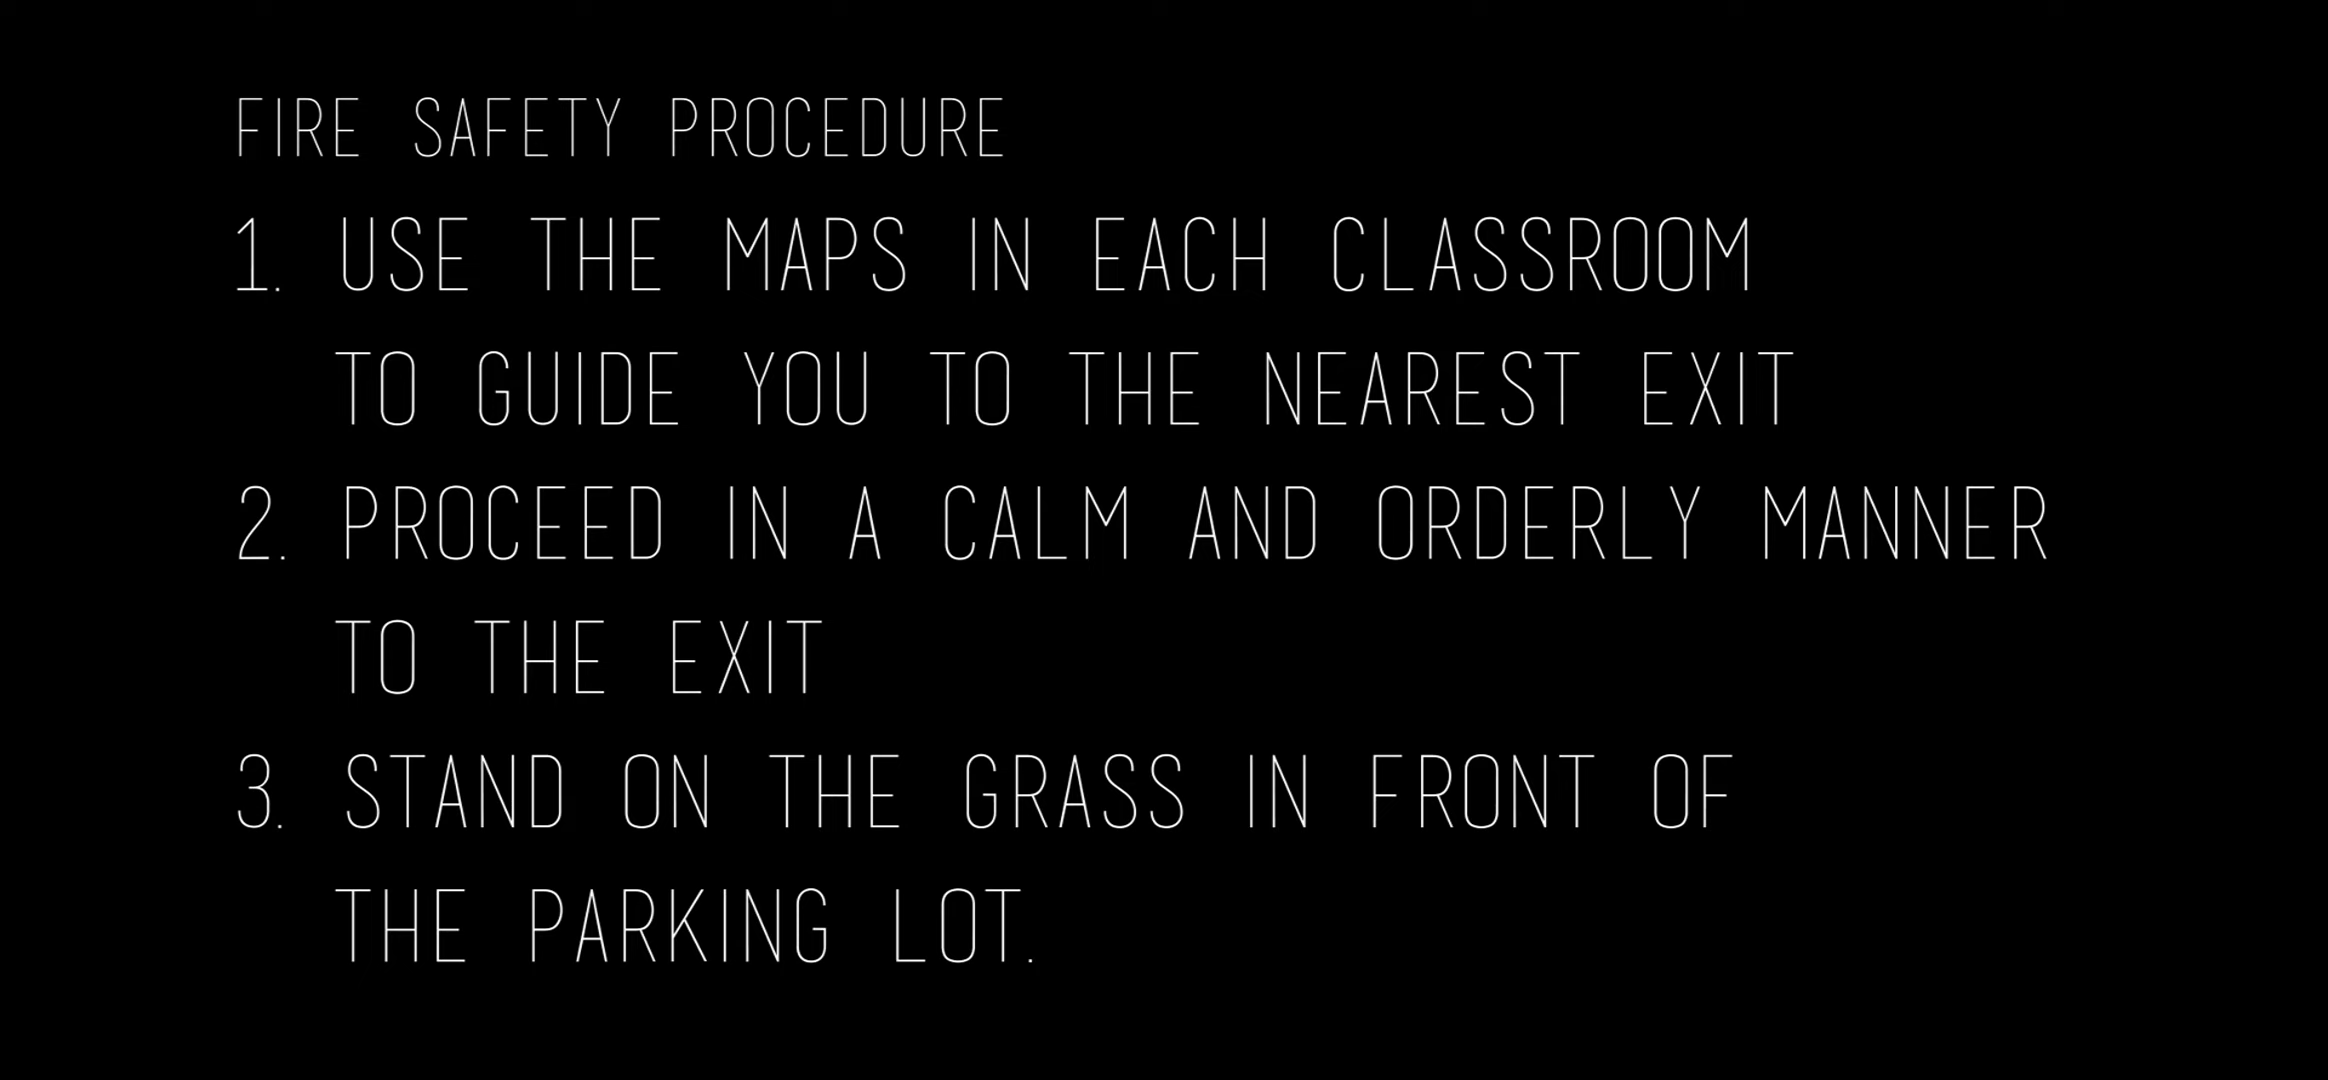 FIRE SAFETY PROCEDURE
1. USE THE MAPS IN EACH CLASSROOM
TO GUIDE YOU TO THE NEAREST EXIT
2. PROCEED IN A CALM AND ORDERLY MANNER
TO THE EXIT
3. STAND ON THE GRASS IN FRONT OF
THE PARKING LOT.